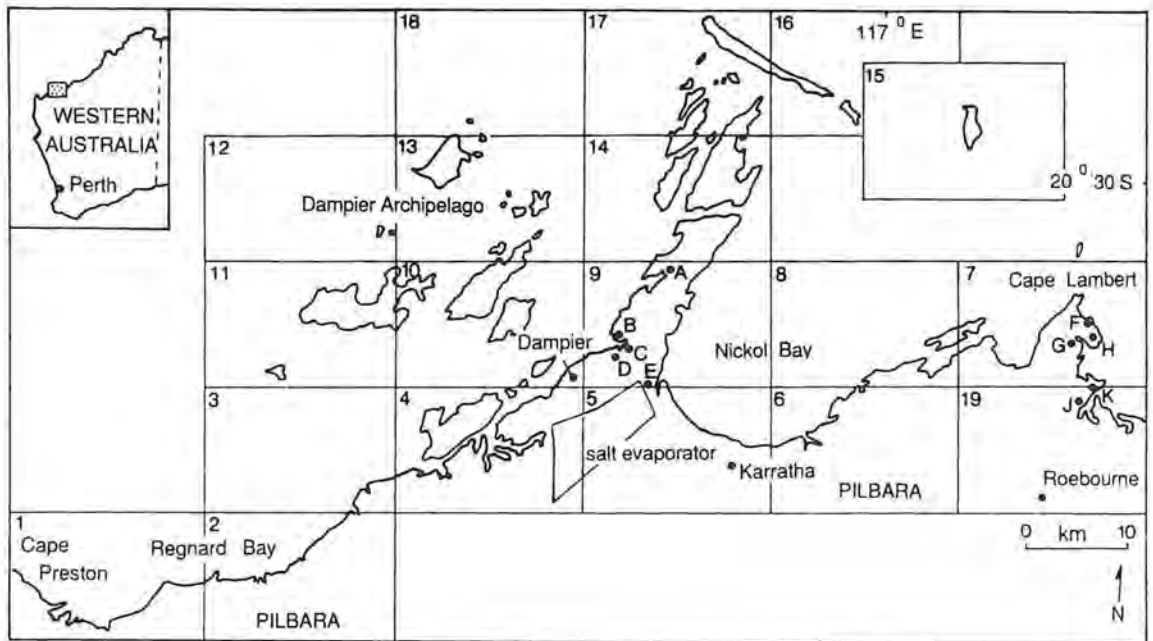 WESTERN
AUSTRALIA
Perth
18
17
16
117° E
15
20° 30 S
12
13
14
Dampier Archipelago
11
10
9
8
7
Cape Lambert
A
B
C
D
E
F
G
H
Dampier
Nickol Bay
3
4
5
6
19
J
K
salt evaporator
Karratha
PILBARA
Roebourne
1
2
Cape
Preston
Regnard Bay
PILBARA
0 km 10
N